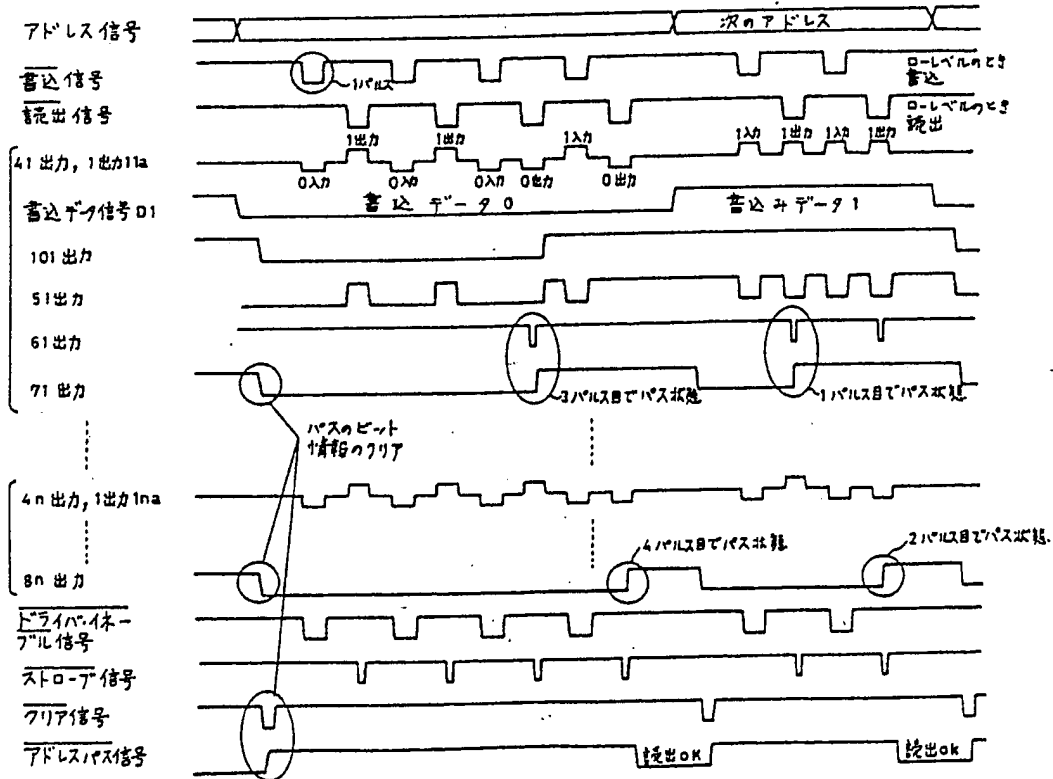 アドレス信号
次のアドレス
書込信号
1パルス
ローレベルのとき
書込
読出信号
ローレベルのとき
読出
1出力
1出力
1入力
1入力
1出力
1入力
1出力
41出力, 1出力11a
0入力
0入力
0入力
0出力
0出力
書込データ信号D1
書込データ0
書込みデータ1
101出力
51出力
61出力
71出力
3パルス目でパス状態
1パルス目でパス状態
パスのビット
情報のクリア
4n出力, 1出力1na
4パルス目でパス状態
2パルス目でパス状態
8n出力
ドライバ・イネー
ブル信号
ストローブ信号
クリア信号
アドレスパス信号
読出OK
読出OK